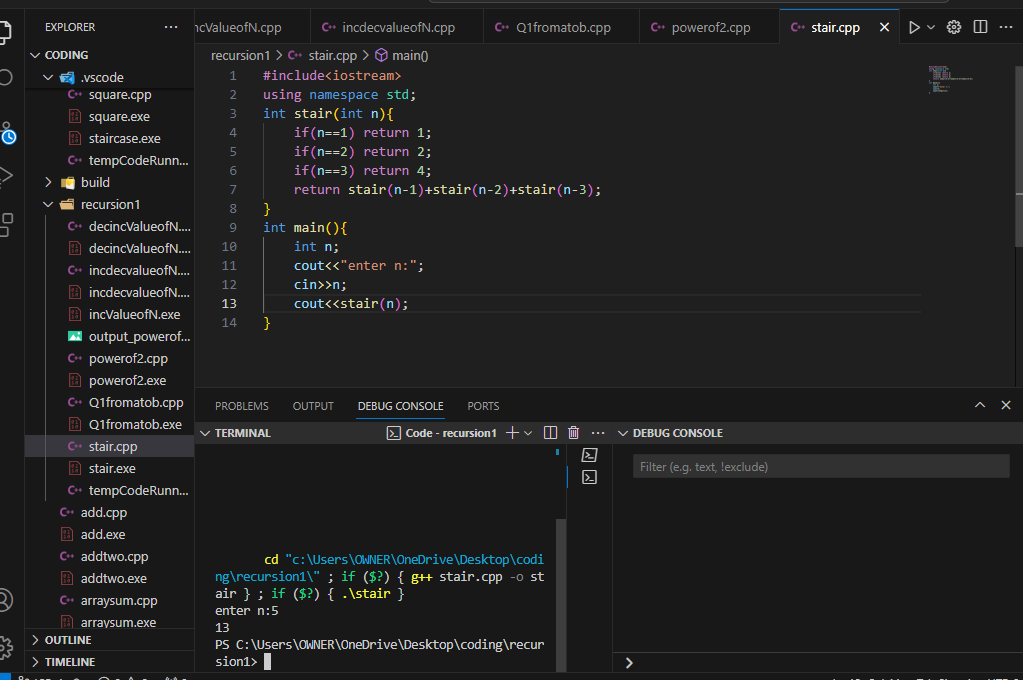 EXPLORER ···
CODING
.vscode
square.cpp
square.exe
staircase.exe
tempCodeRunn...
build
recursion1
decincValueofN....
decincValueofN....
incdecvalueofN....
incdecvalueofN....
incValueofN.exe
output_powerof...
powerof2.cpp
powerof2.exe
Q1fromatob.cpp
Q1fromatob.exe
stair.cpp
stair.exe
tempCodeRunn...
add.cpp
add.exe
addtwo.cpp
addtwo.exe
arraysum.cpp
arraysum.exe
OUTLINE
TIMELINE
ncValueofN.cpp incdecvalueofN.cpp Q1fromatob.cpp powerof2.cpp stair.cpp
recursion1 > stair.cpp > main()
1 #include<iostream>
2 using namespace std;
3 int stair(int n){
4 if(n==1) return 1;
5 if(n==2) return 2;
6 if(n==3) return 4;
7 return stair(n-1)+stair(n-2)+stair(n-3);
8 }
9 int main(){
10 int n;
11 cout<<"enter n:";
12 cin>>n;
13 cout<<stair(n);
14 }
PROBLEMS OUTPUT DEBUG CONSOLE PORTS
TERMINAL Code - recursion1
cd "c:\Users\OWNER\OneDrive\Desktop\codi
ng\recursion1\" ; if ($?) { g++ stair.cpp -o st
air } ; if ($?) { .\stair }
enter n:5
13
PS C:\Users\OWNER\OneDrive\Desktop\coding\recur
sion1>
DEBUG CONSOLE
Filter (e.g. text, !exclude)